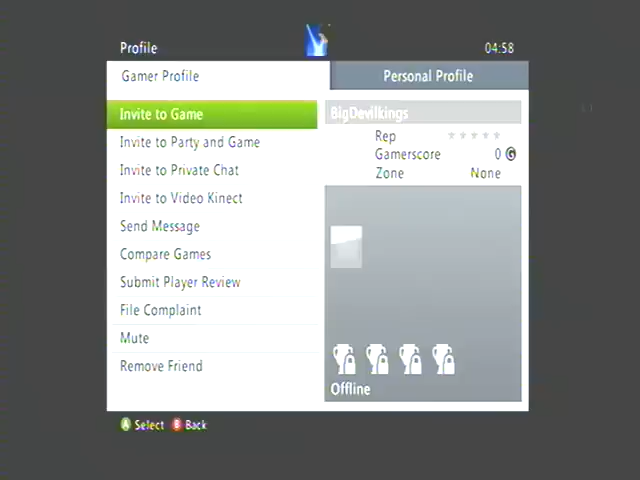 Profile
04:58
Gamer Profile
Personal Profile
Invite to Game
Invite to Party and Game
Invite to Private Chat
Invite to Video Kinect
Send Message
Compare Games
Submit Player Review
File Complaint
Mute
Remove Friend
BigDevilkings
Rep
Gamerscore 0 G
Zone None
Offline
A Select B Back